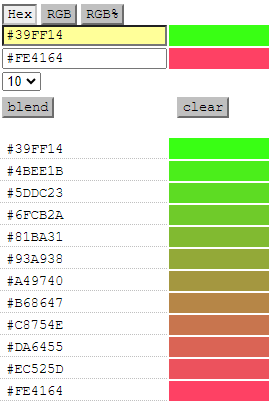 Hex RGB RGB%
#39FF14
#FE4164
10
blend clear
#39FF14
#4BEE1B
#5DDC23
#6FCB2A
#81BA31
#93A938
#A49740
#B68647
#C8754E
#DA6455
#EC525D
#FE4164